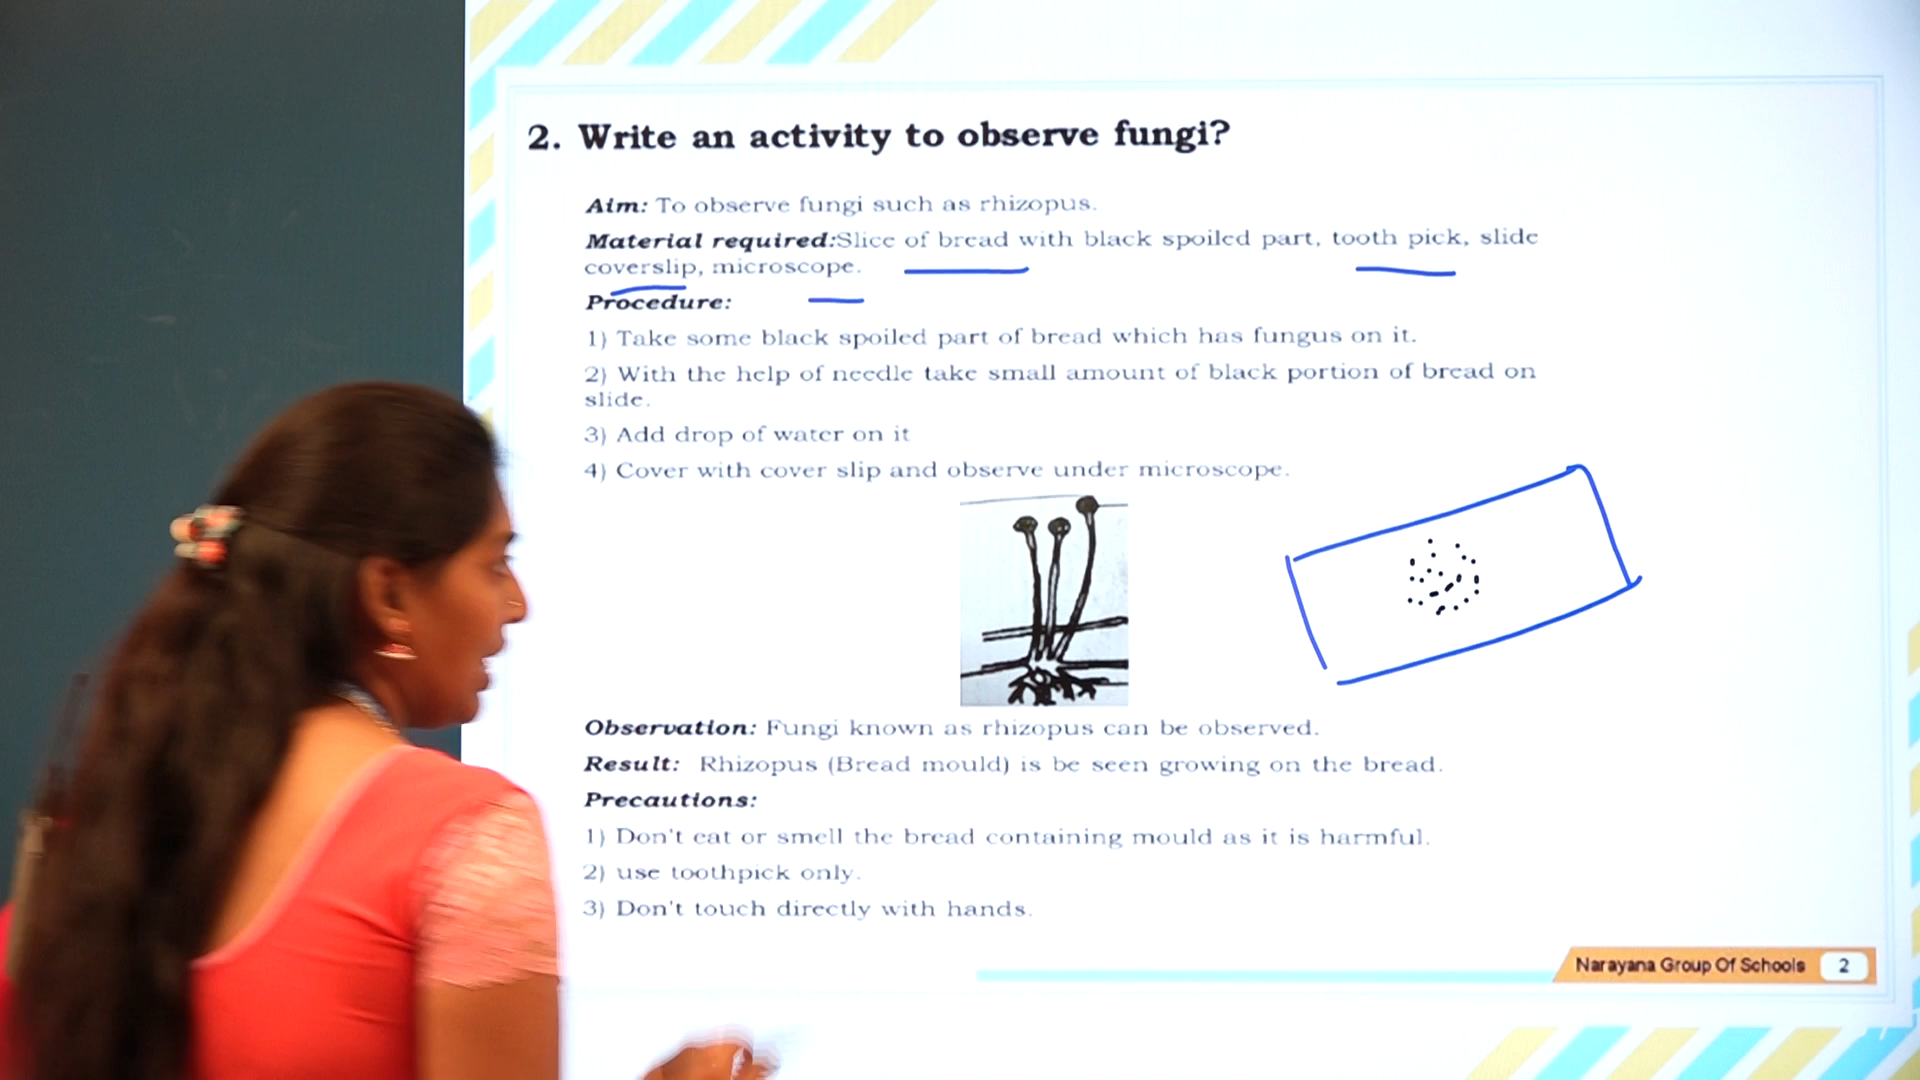 2. Write an activity to observe fungi?
Aim: To observe fungi such as rhizopus.
Material required:Slice of bread with black spoiled part, tooth pick, slide
coverslip, microscope.
Procedure:
1) Take some black spoiled part of bread which has fungus on it.
2) With the help of needle take small amount of black portion of bread on
slide.
3) Add drop of water on it
4) Cover with cover slip and observe under microscope.
Observation: Fungi known as rhizopus can be observed.
Result: Rhizopus (Bread mould) is be seen growing on the bread.
Precautions:
1) Don't eat or smell the bread containing mould as it is harmful.
2) use toothpick only.
3) Don't touch directly with hands.
Narayana Group Of Schools 2